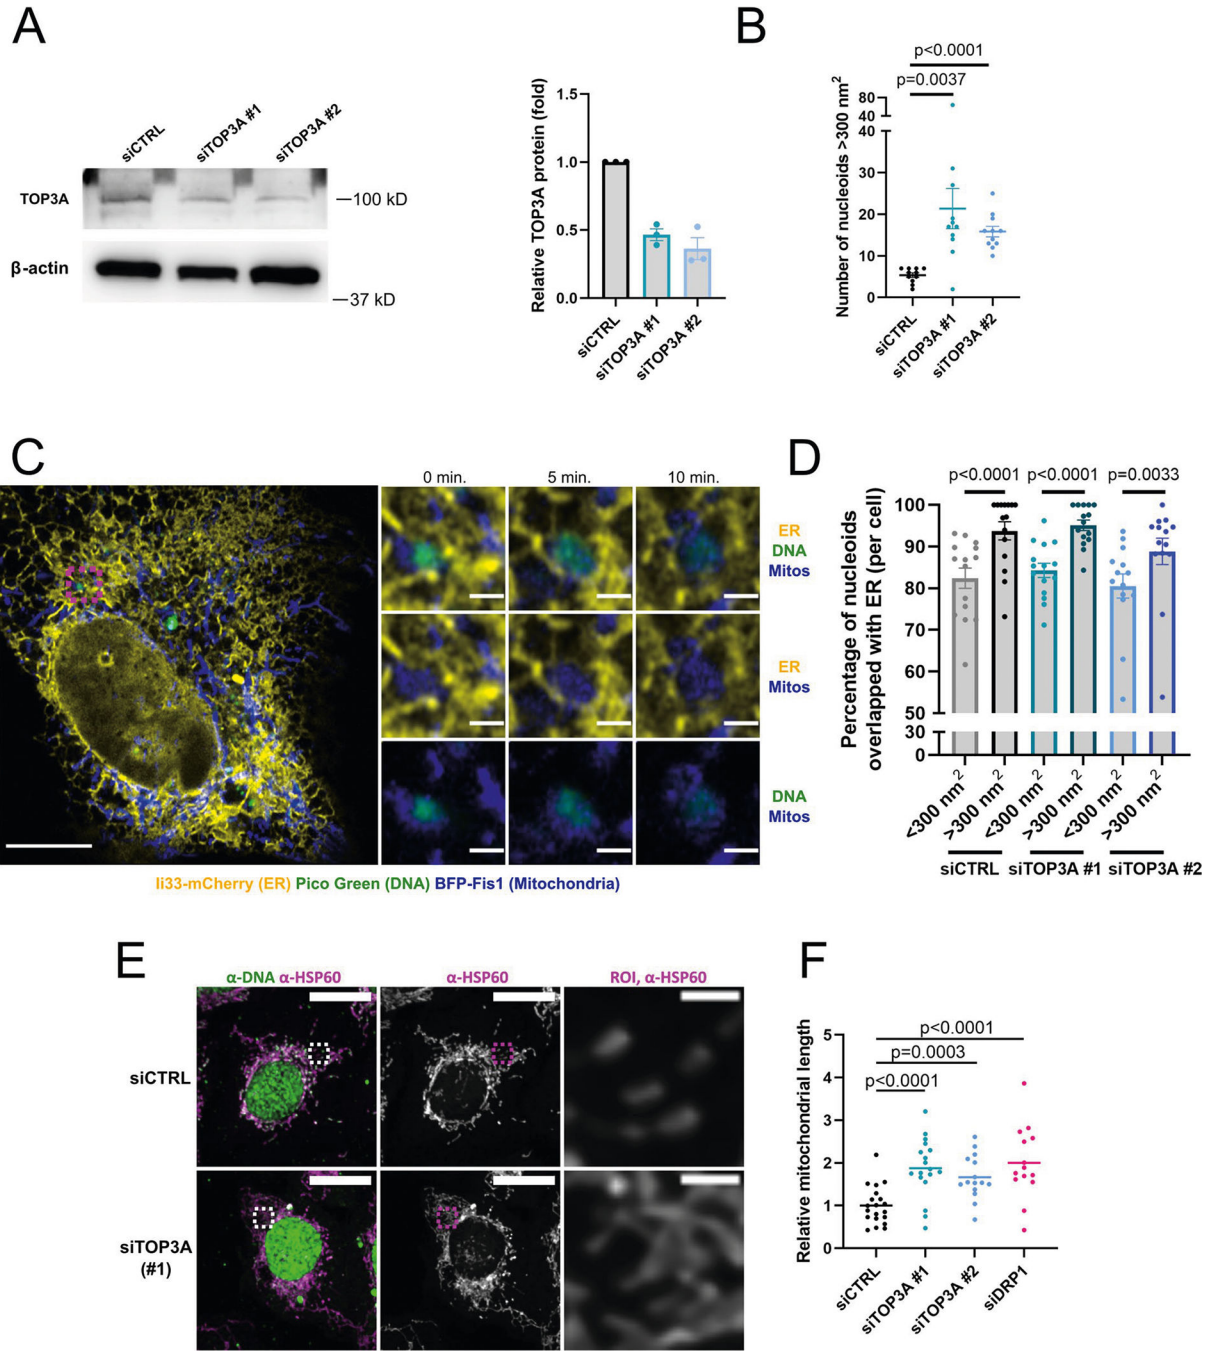 A
siCTRL
siTOP3A #1
siTOP3A #2
TOP3A
100 kD
β-actin
37 kD
Relative TOP3A protein (fold)
1.5
1.0
0.5
0.0
siCTRL
siTOP3A #1
siTOP3A #2
B
p<0.0001
p=0.0037
Number of nucleoids >300 nm²
80
40
40
30
20
10
0
siCTRL
siTOP3A #1
siTOP3A #2
C
0 min.
5 min.
10 min.
ER
DNA
Mitos
ER
Mitos
DNA
Mitos
Ii33-mCherry (ER) Pico Green (DNA) BFP-Fis1 (Mitochondria)
D
p<0.0001
p<0.0001
p=0.0033
Percentage of nucleoids
overlapped with ER (per cell)
100
90
80
70
60
50
30
0
<300 nm²
>300 nm²
<300 nm²
>300 nm²
<300 nm²
>300 nm²
siCTRL
siTOP3A #1
siTOP3A #2
E
α-DNA α-HSP60
α-HSP60
ROI, α-HSP60
siCTRL
siTOP3A
(#1)
F
p<0.0001
p=0.0003
p<0.0001
Relative mitochondrial length
5
4
3
2
1
0
siCTRL
siTOP3A #1
siTOP3A #2
siDRP1